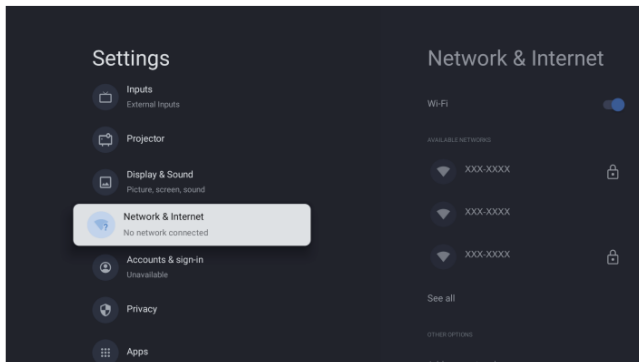 Settings
Inputs
External Inputs
Projector
Display & Sound
Picture, screen, sound
Network & Internet
No network connected
Accounts & sign-in
Unavailable
Privacy
Apps
Network & Internet
Wi-Fi
AVAILABLE NETWORKS
XXX-XXXX
XXX-XXXX
XXX-XXXX
See all
OTHER OPTIONS